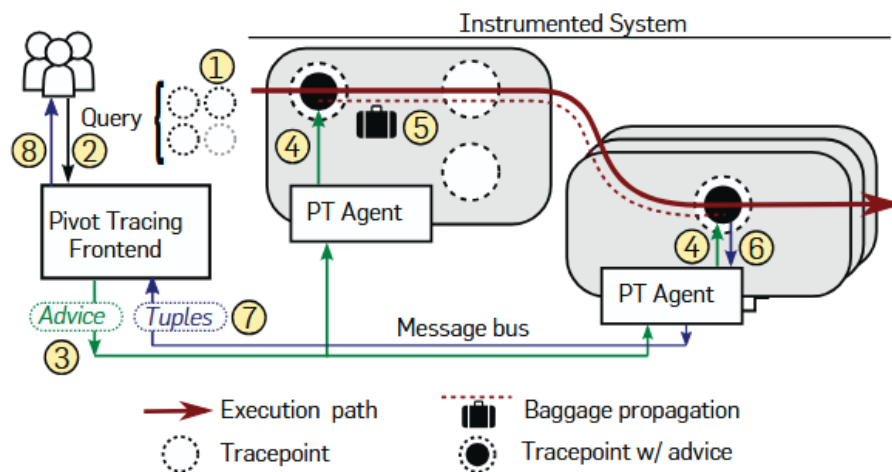 Instrumented System
1
Query
4
5
8
2
PT Agent
Pivot Tracing
Frontend
4
6
PT Agent
Advice
Tuples
7
Message bus
3
Execution path
Baggage propagation
Tracepoint
Tracepoint w/ advice